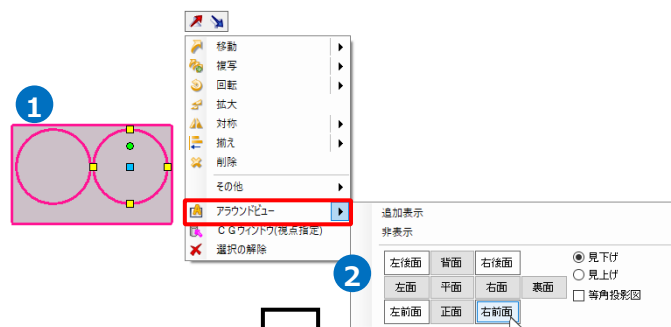 1
移動
複写
回転
拡大
対称
揃え
削除
その他
アラウンドビュー
ＣＧウィンドウ(視点指定)
選択の解除
追加表示
非表示
2
左後面 背面 右後面
左面 平面 右面 裏面
左前面 正面 右前面
見下げ
見上げ
等角投影図